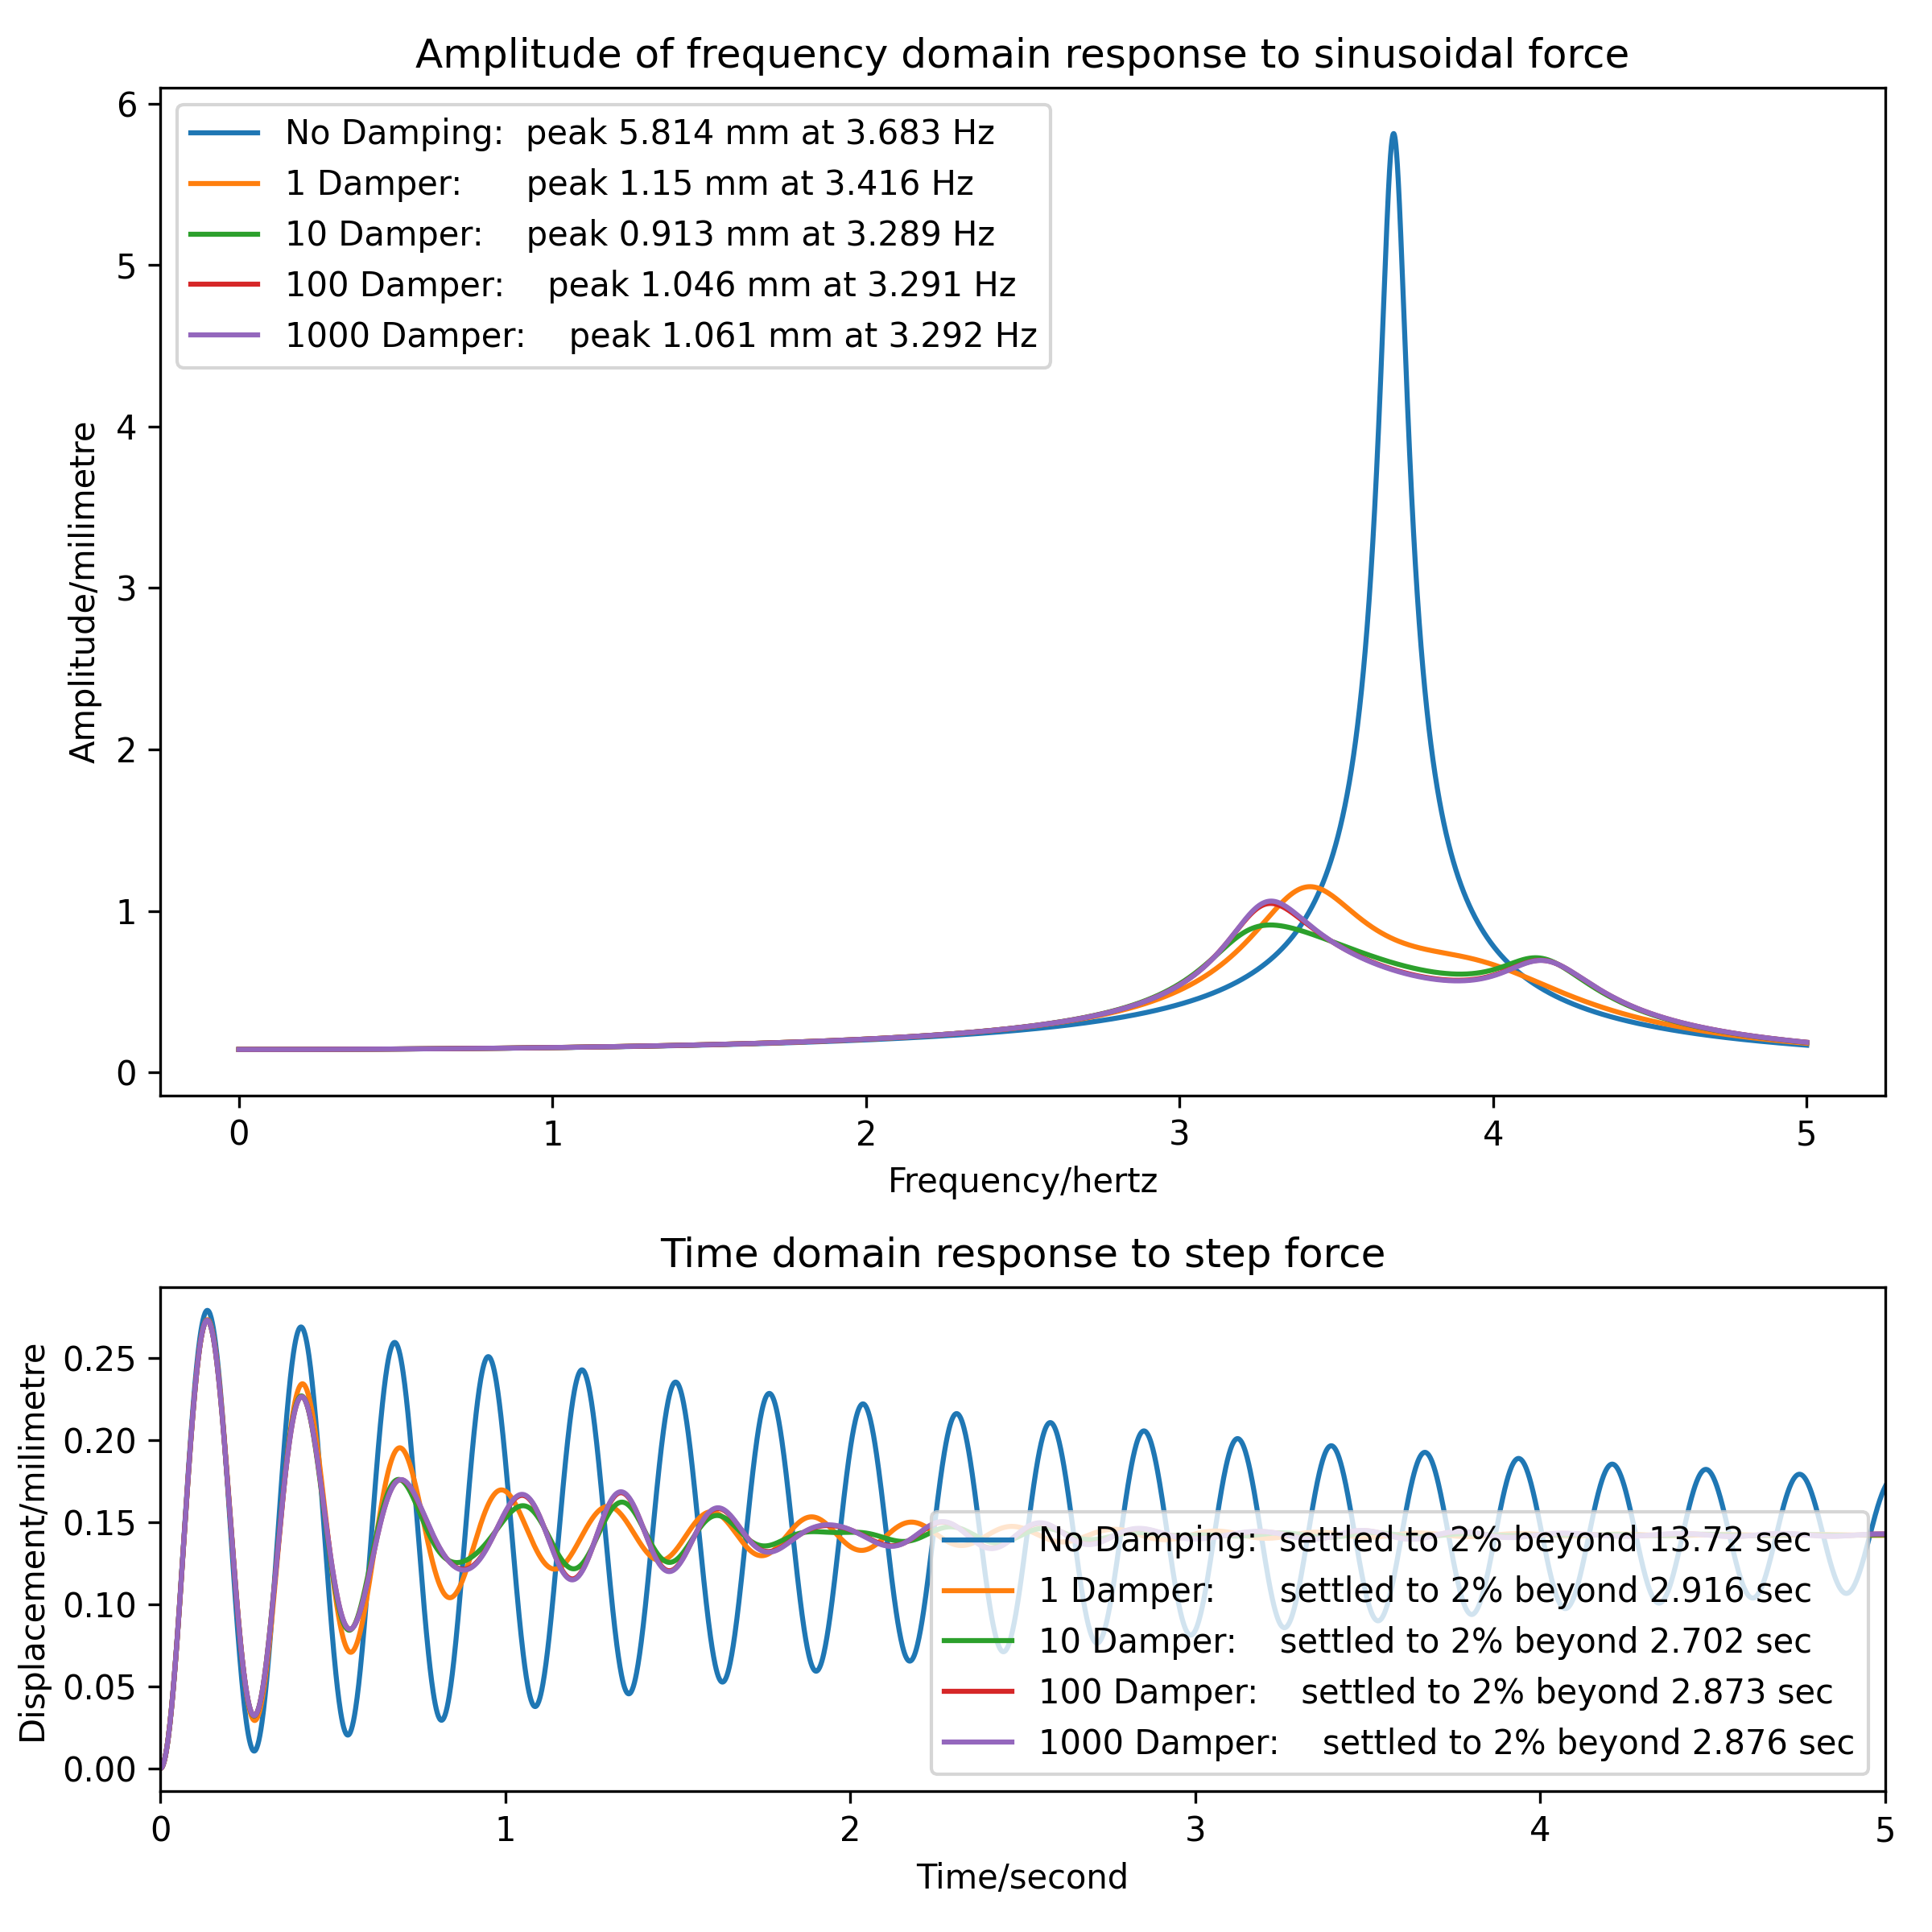 Amplitude of frequency domain response to sinusoidal force
6
5
4
3
2
1
0
Amplitude/milimetre
No Damping:  peak 5.814 mm at 3.683 Hz
1 Damper:      peak 1.15 mm at 3.416 Hz
10 Damper:    peak 0.913 mm at 3.289 Hz
100 Damper:    peak 1.046 mm at 3.291 Hz
1000 Damper:    peak 1.061 mm at 3.292 Hz
0 1 2 3 4 5
Frequency/hertz
Time domain response to step force
0.25
0.20
0.15
0.10
0.05
0.00
Displacement/milimetre
No Damping:  settled to 2% beyond 13.72 sec
1 Damper:      settled to 2% beyond 2.916 sec
10 Damper:    settled to 2% beyond 2.702 sec
100 Damper:    settled to 2% beyond 2.873 sec
1000 Damper:    settled to 2% beyond 2.876 sec
0 1 2 3 4 5
Time/second